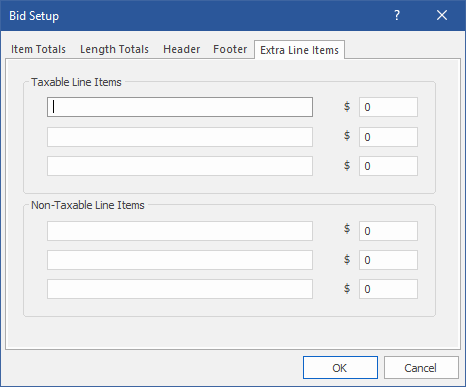 Bid Setup ? ×
Item Totals Length Totals Header Footer Extra Line Items
Taxable Line Items
$ 0
$ 0
$ 0
Non-Taxable Line Items
$ 0
$ 0
$ 0
OK Cancel